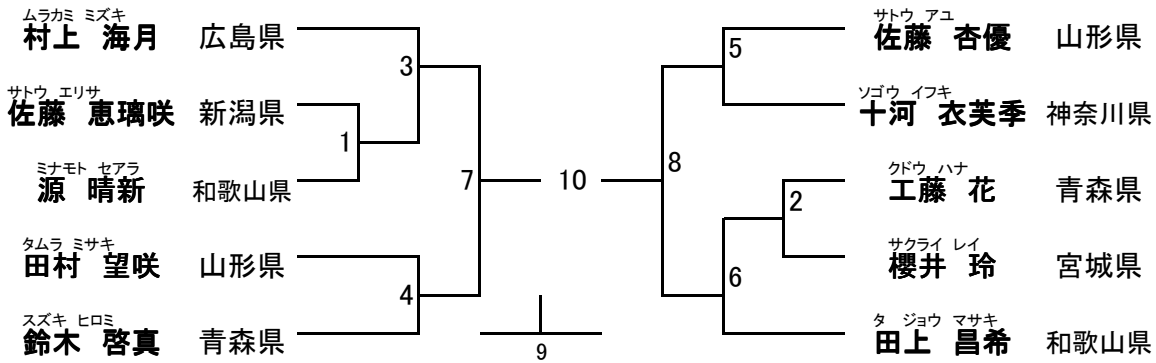 ムラカミ ミズキ
村上 海月 広島県
サトウ エリサ
佐藤 恵璃咲 新潟県
ミナモト セアラ
源 晴新 和歌山県
タムラ ミサキ
田村 望咲 山形県
スズキ ヒロミ
鈴木 啓真 青森県
3
1
7
4
10
9
サトウ アユ
佐藤 杏優 山形県
ソゴウ イフキ
十河 衣芙季 神奈川県
クドウ ハナ
工藤 花 青森県
サクライ レイ
櫻井 玲 宮城県
タ ジョウ マサキ
田上 昌希 和歌山県
5
8
2
6